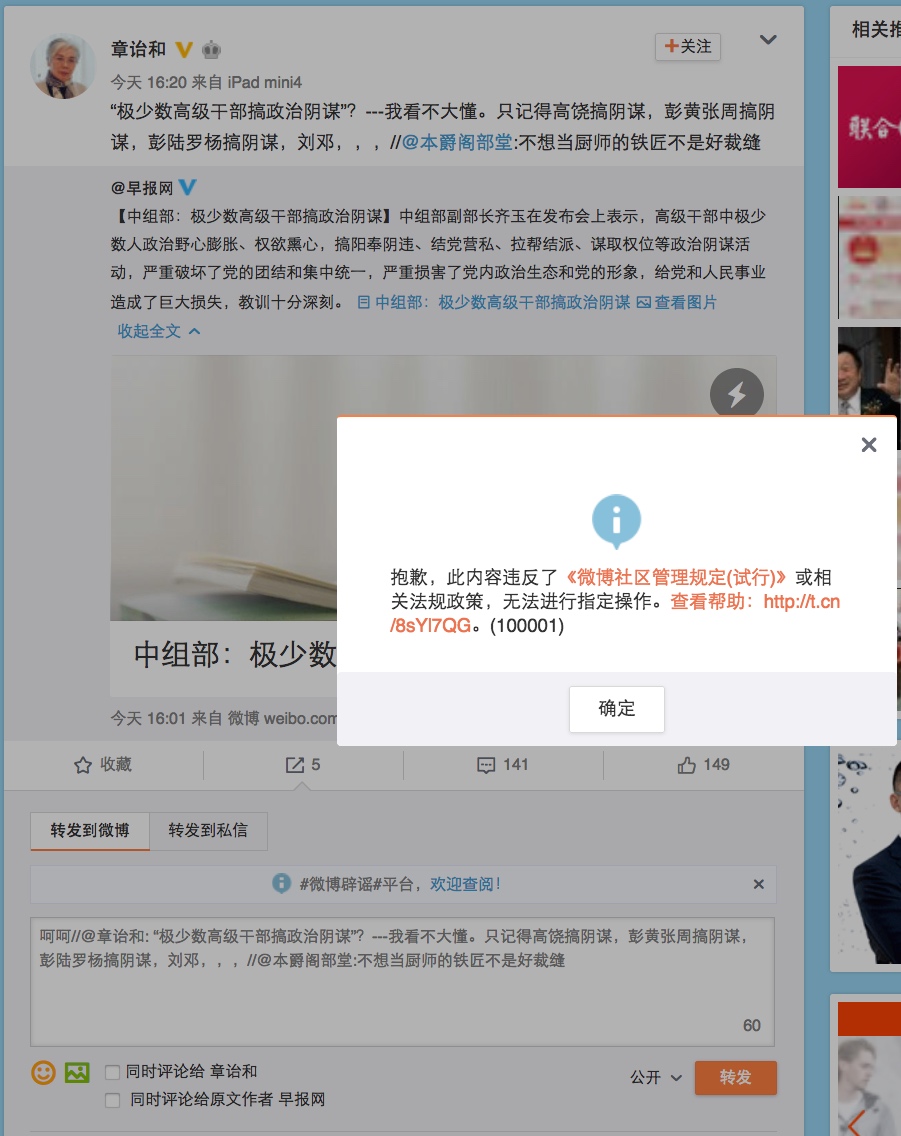 章诒和
+关注
相关推
今天 16:20 来自 iPad mini4
“极少数高级干部搞政治阴谋”？---我看不大懂。只记得高饶搞阴谋，彭黄张周搞阴
谋，彭陆罗杨搞阴谋，刘邓，，，//@本爵阁部堂:不想当厨师的铁匠不是好裁缝
联合
@早报网
【中组部：极少数高级干部搞政治阴谋】中组部副部长齐玉在发布会上表示，高级干部中极少
数人政治野心膨胀、权欲熏心，搞阳奉阴违、结党营私、拉帮结派、谋取权位等政治阴谋活
动，严重破坏了党的团结和集中统一，严重损害了党内政治生态和党的形象，给党和人民事业
造成了巨大损失，教训十分深刻。 中组部：极少数高级干部搞政治阴谋 查看图片
收起全文
抱歉，此内容违反了《微博社区管理规定(试行)》或相
关法规政策，无法进行指定操作。查看帮助：http://t.cn
/8sYl7QG。(100001)
确定
中组部：极少数
今天 16:01 来自 微博 weibo.com
收藏 5 141 149
转发到微博 转发到私信
#微博辟谣#平台，欢迎查阅！
呵呵//@章诒和: “极少数高级干部搞政治阴谋”？---我看不大懂。只记得高饶搞阴谋，彭黄张周搞阴谋，
彭陆罗杨搞阴谋，刘邓，，，//@本爵阁部堂:不想当厨师的铁匠不是好裁缝
60
同时评论给 章诒和
公开 转发
同时评论给原文作者 早报网